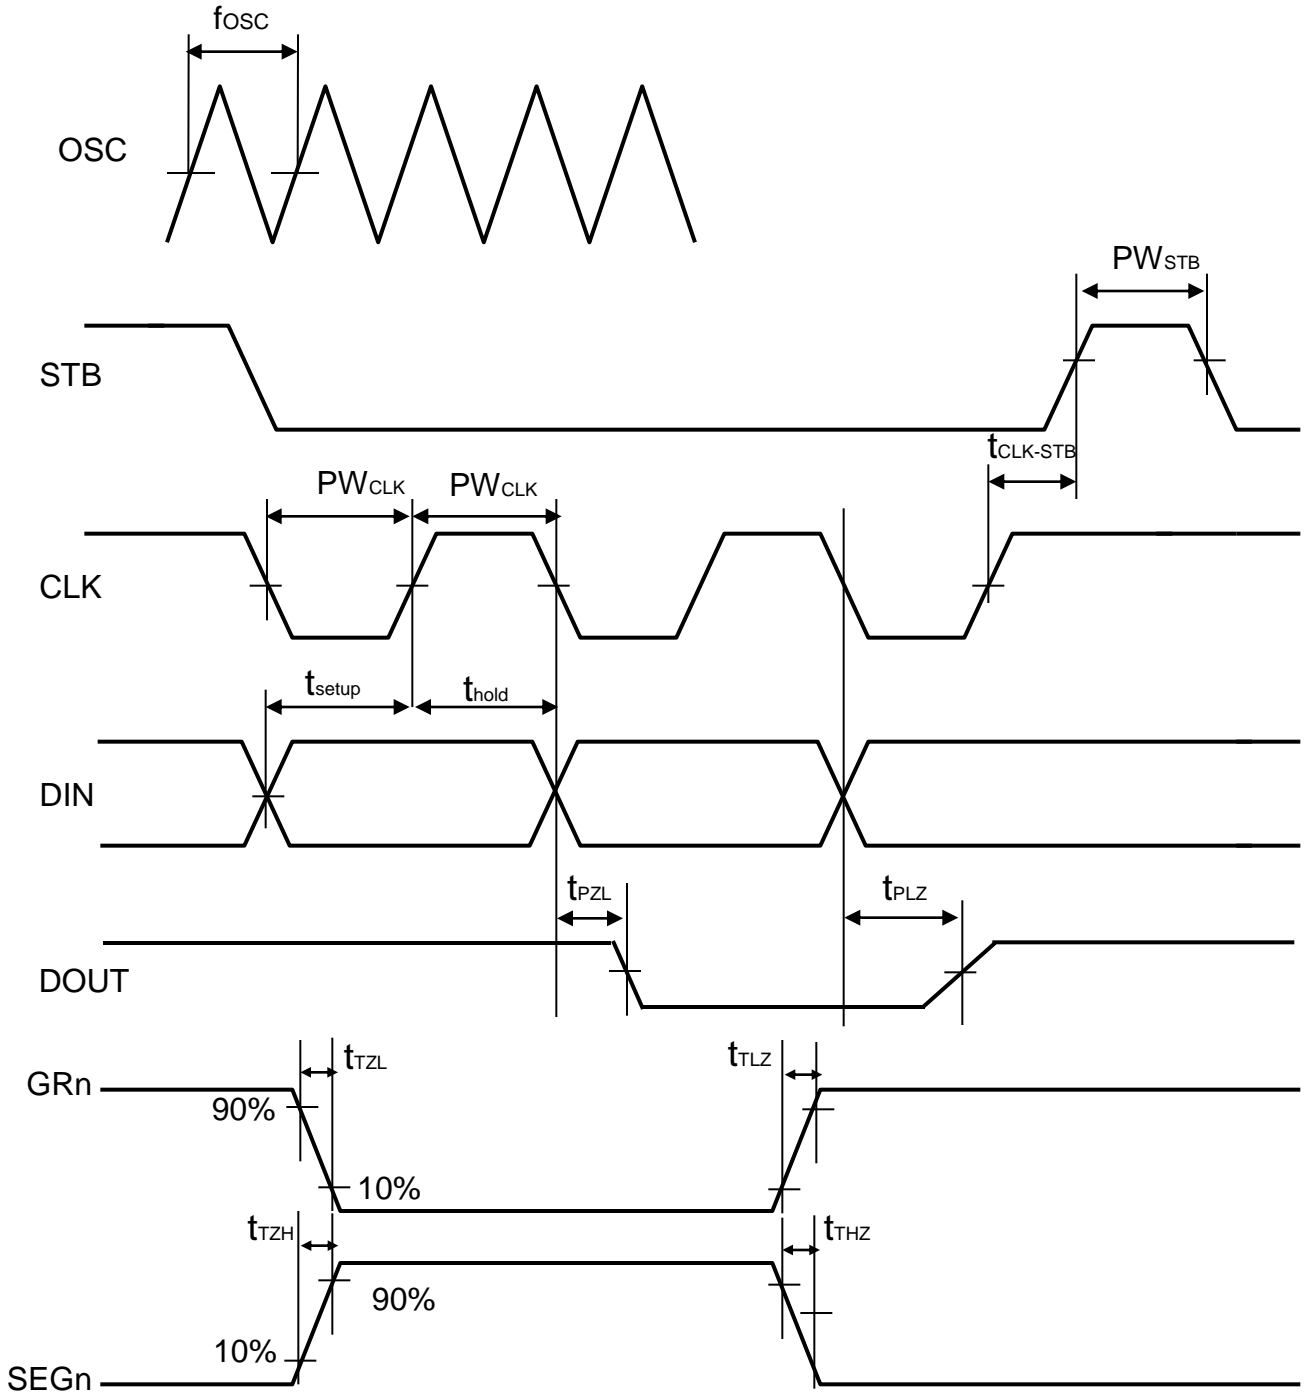 fOSC
OSC
PWSTB
STB
tCLK-STB
PWCLK PWCLK
CLK
tsetup thold
DIN
tPZL tPLZ
DOUT
tTZL tTLZ
GRn
90%
10%
tTZH tTHZ
90%
10%
SEGn